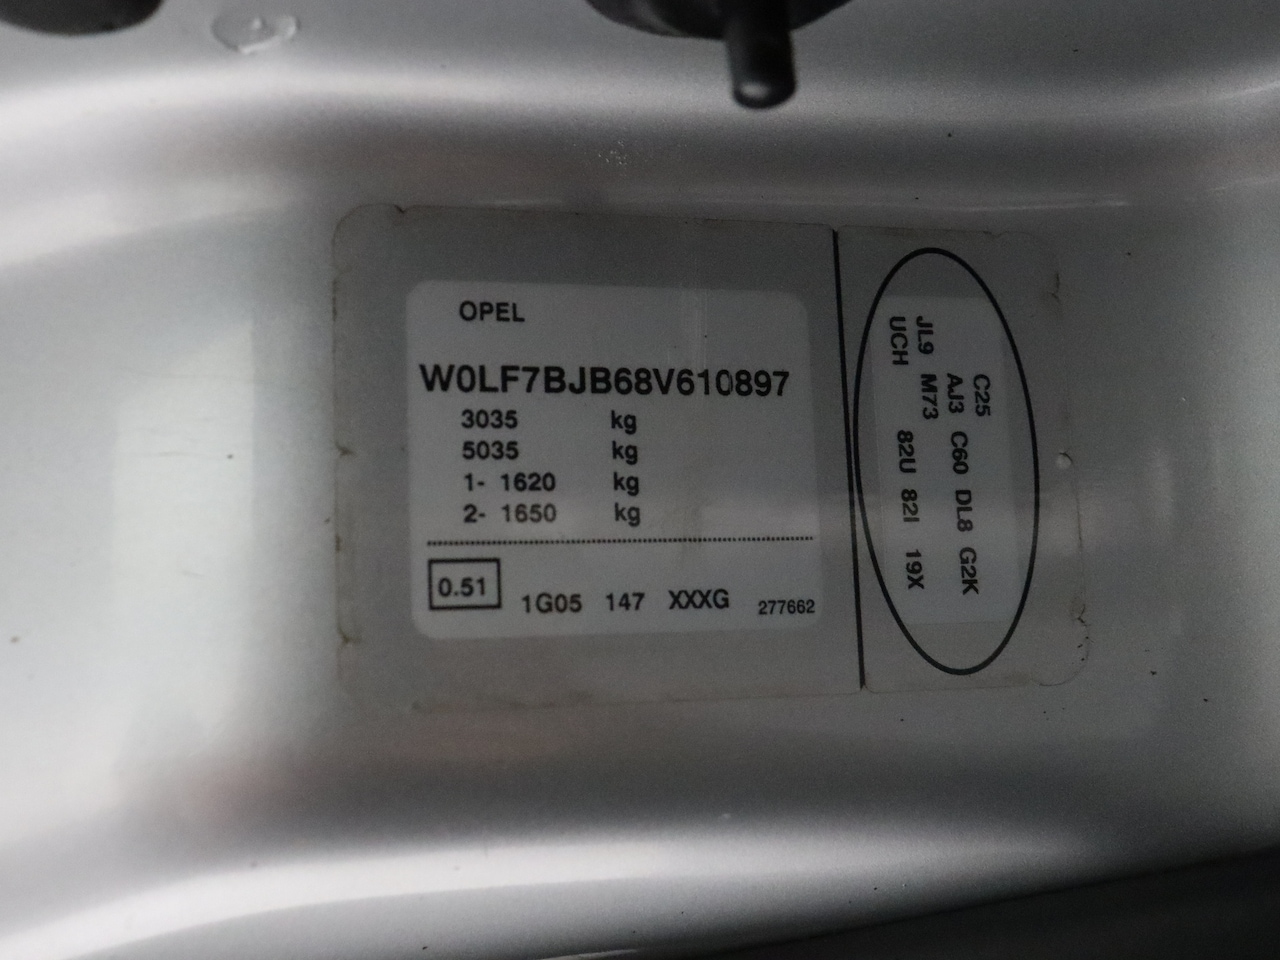 OPEL
W0LF7BJB68V610897
3035 kg
5035 kg
1- 1620 kg
2- 1650 kg
0.51 1G05 147 XXXG 277662
C25
AJ3 C60 DL8 G2K
JL9 M73 82U 82I 19X
UCH